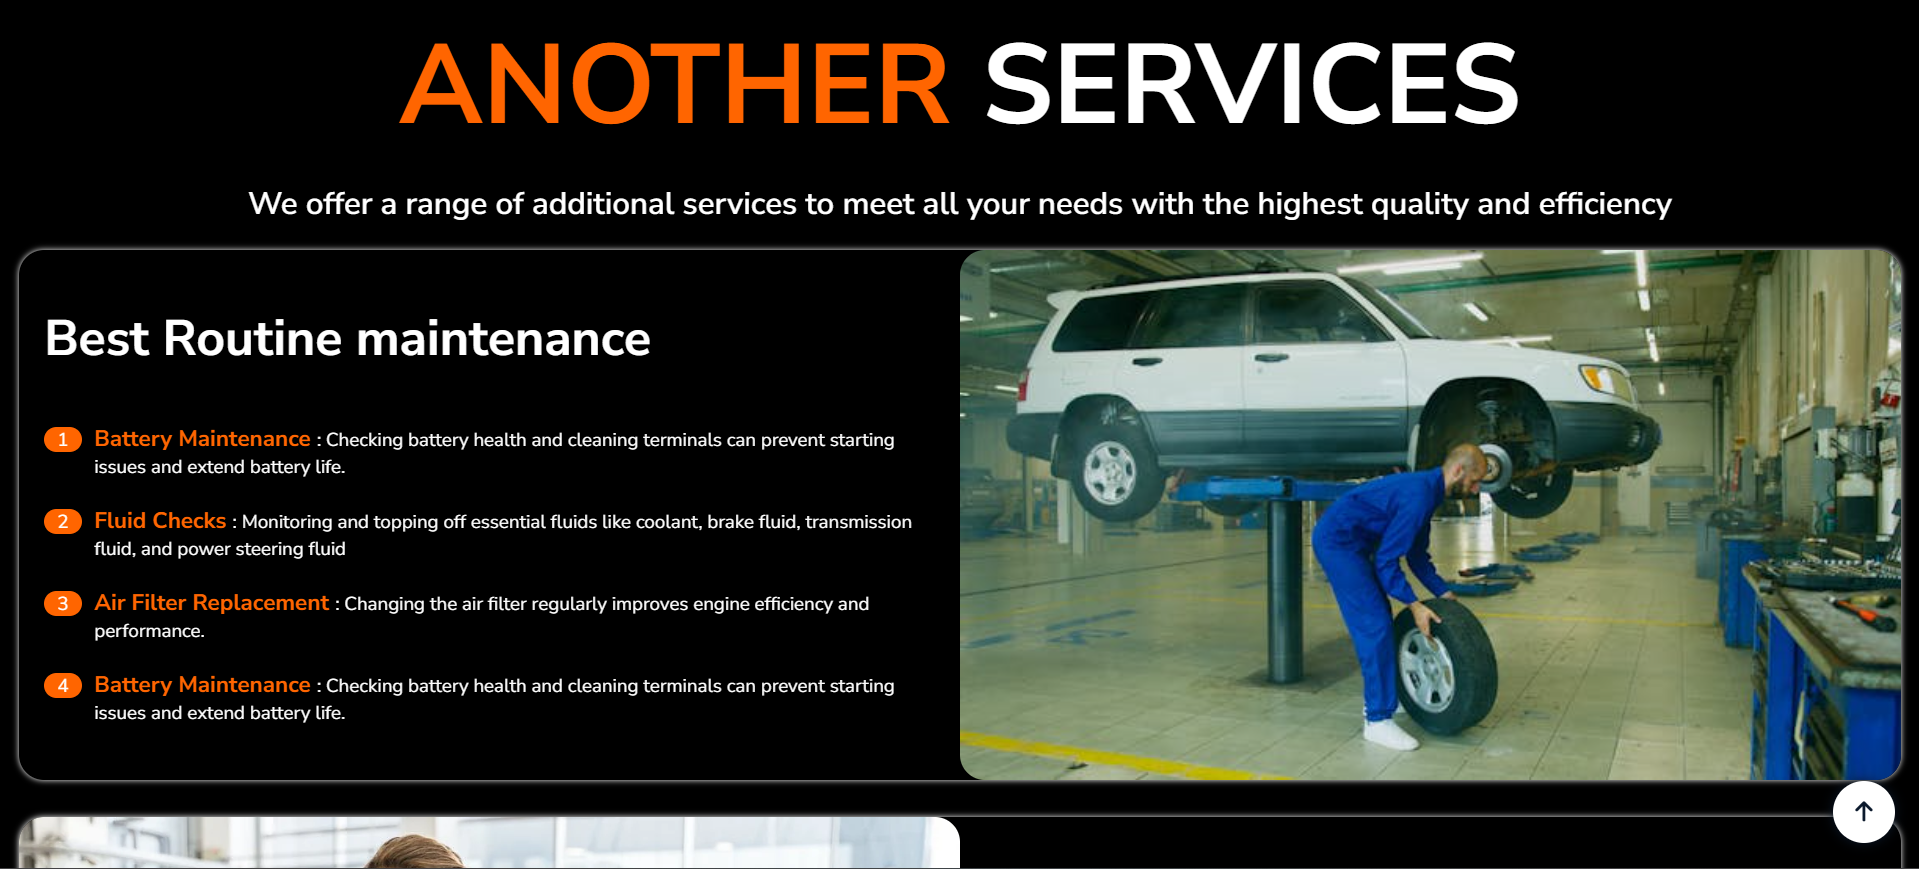 ANOTHER SERVICES
We offer a range of additional services to meet all your needs with the highest quality and efficiency
Best Routine maintenance
1 Battery Maintenance : Checking battery health and cleaning terminals can prevent starting
issues and extend battery life.
2 Fluid Checks : Monitoring and topping off essential fluids like coolant, brake fluid, transmission
fluid, and power steering fluid
3 Air Filter Replacement : Changing the air filter regularly improves engine efficiency and
performance.
4 Battery Maintenance : Checking battery health and cleaning terminals can prevent starting
issues and extend battery life.